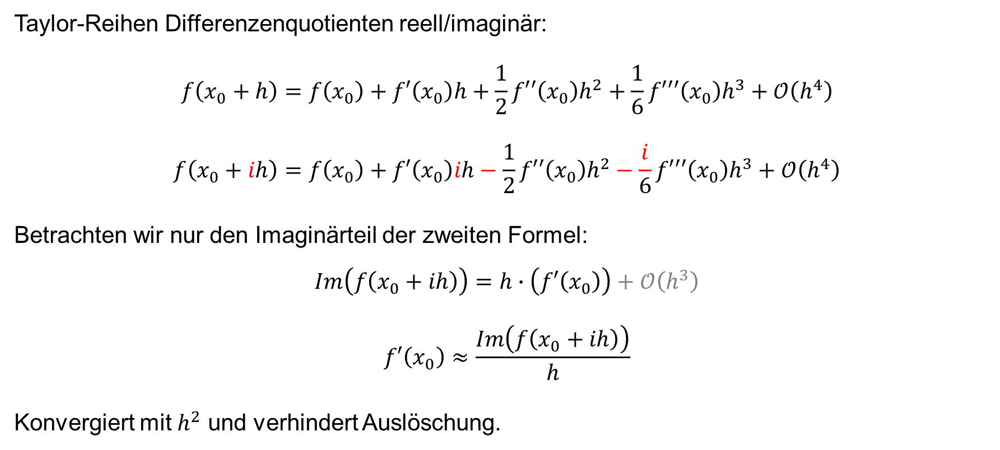 Taylor-Reihen Differenzenquotienten reell/imaginär:
f(x₀ + h) = f(x₀) + f′(x₀)h + 1/2 f′′(x₀)h² + 1/6 f′′′(x₀)h³ + 𝒪(h⁴)
f(x₀ + ih) = f(x₀) + f′(x₀)ih − 1/2 f′′(x₀)h² − i/6 f′′′(x₀)h³ + 𝒪(h⁴)
Betrachten wir nur den Imaginärteil der zweiten Formel:
Im(f(x₀ + ih)) = h · (f′(x₀)) + 𝒪(h³)
f′(x₀) ≈ Im(f(x₀ + ih))/h
Konvergiert mit h² und verhindert Auslöschung.